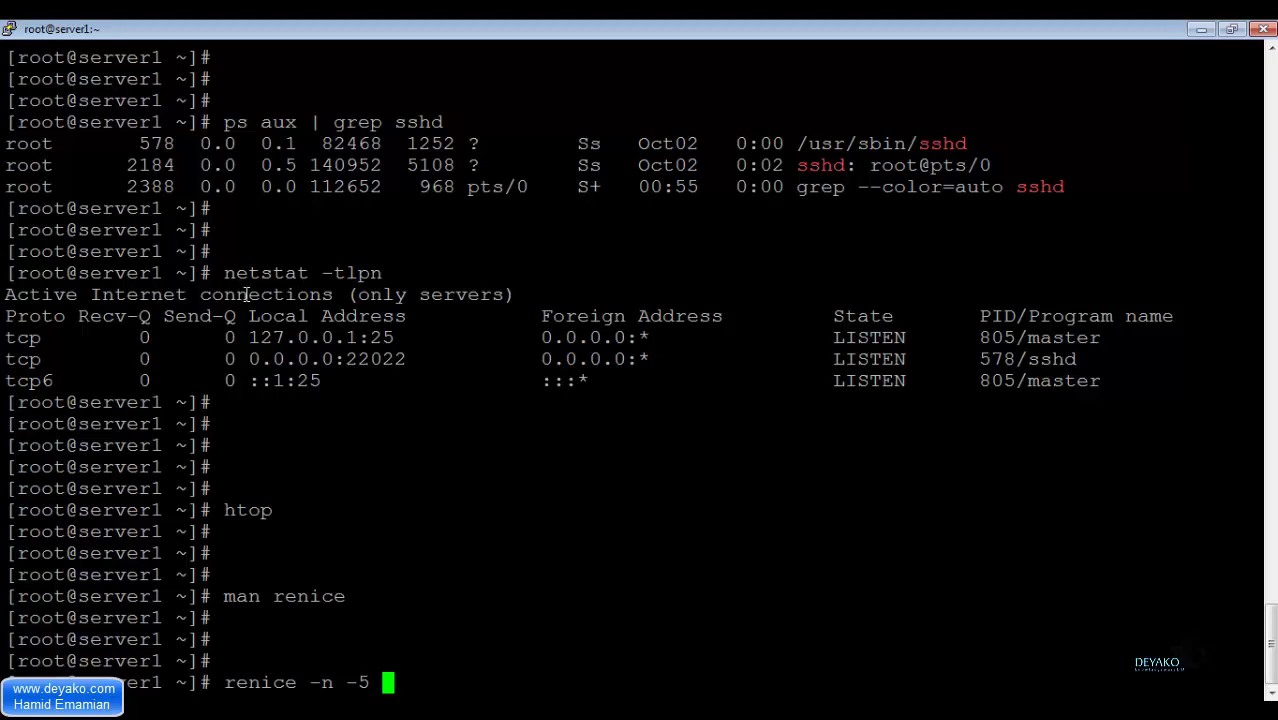 root@server1:~
[root@server1 ~]#
[root@server1 ~]#
[root@server1 ~]#
[root@server1 ~]# ps aux | grep sshd
root 578 0.0 0.1 82468 1252 ? Ss Oct02 0:00 /usr/sbin/sshd
root 2184 0.0 0.5 140952 5108 ? Ss Oct02 0:02 sshd: root@pts/0
root 2388 0.0 0.0 112652 968 pts/0 S+ 00:55 0:00 grep --color=auto sshd
[root@server1 ~]#
[root@server1 ~]#
[root@server1 ~]#
[root@server1 ~]# netstat -tlpn
Active Internet connections (only servers)
Proto Recv-Q Send-Q Local Address Foreign Address State PID/Program name
tcp 0 0 127.0.0.1:25 0.0.0.0:* LISTEN 805/master
tcp 0 0 0.0.0.0:22022 0.0.0.0:* LISTEN 578/sshd
tcp6 0 0 ::1:25 :::* LISTEN 805/master
[root@server1 ~]#
[root@server1 ~]#
[root@server1 ~]#
[root@server1 ~]#
[root@server1 ~]#
[root@server1 ~]# htop
[root@server1 ~]#
[root@server1 ~]#
[root@server1 ~]#
[root@server1 ~]# man renice
[root@server1 ~]#
[root@server1 ~]#
[root@server1 ~]#
[root@server1 ~]# renice -n -5
DEYAKO
www.deyako.com
Hamid Emamian